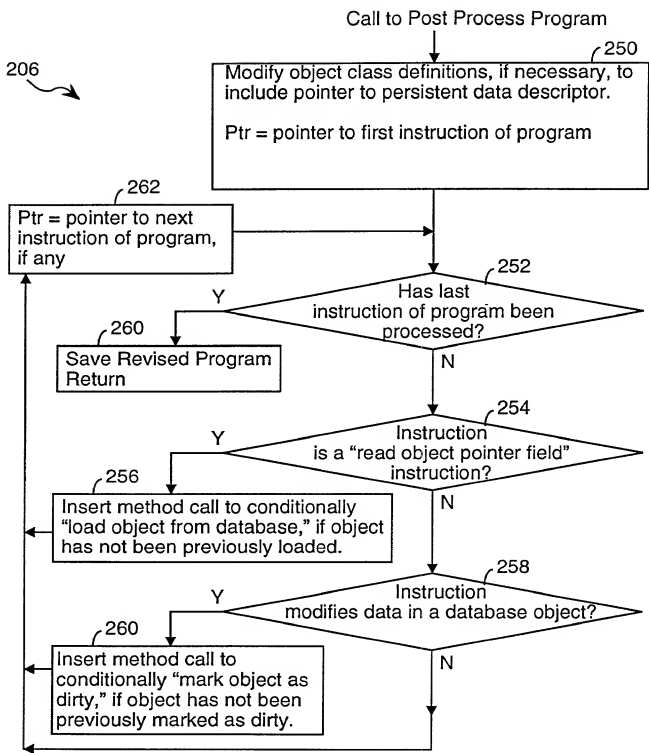 Call to Post Process Program
206
250
Modify object class definitions, if necessary, to
include pointer to persistent data descriptor.
Ptr = pointer to first instruction of program
262
Ptr = pointer to next
instruction of program,
if any
252
Has last
instruction of program been
processed?
Y
N
260
Save Revised Program
Return
254
Instruction
is a “read object pointer field”
instruction?
Y
N
256
Insert method call to conditionally
“load object from database,” if object
has not been previously loaded.
258
Instruction
modifies data in a database object?
Y
N
260
Insert method call to
conditionally “mark object as
dirty,” if object has not been
previously marked as dirty.